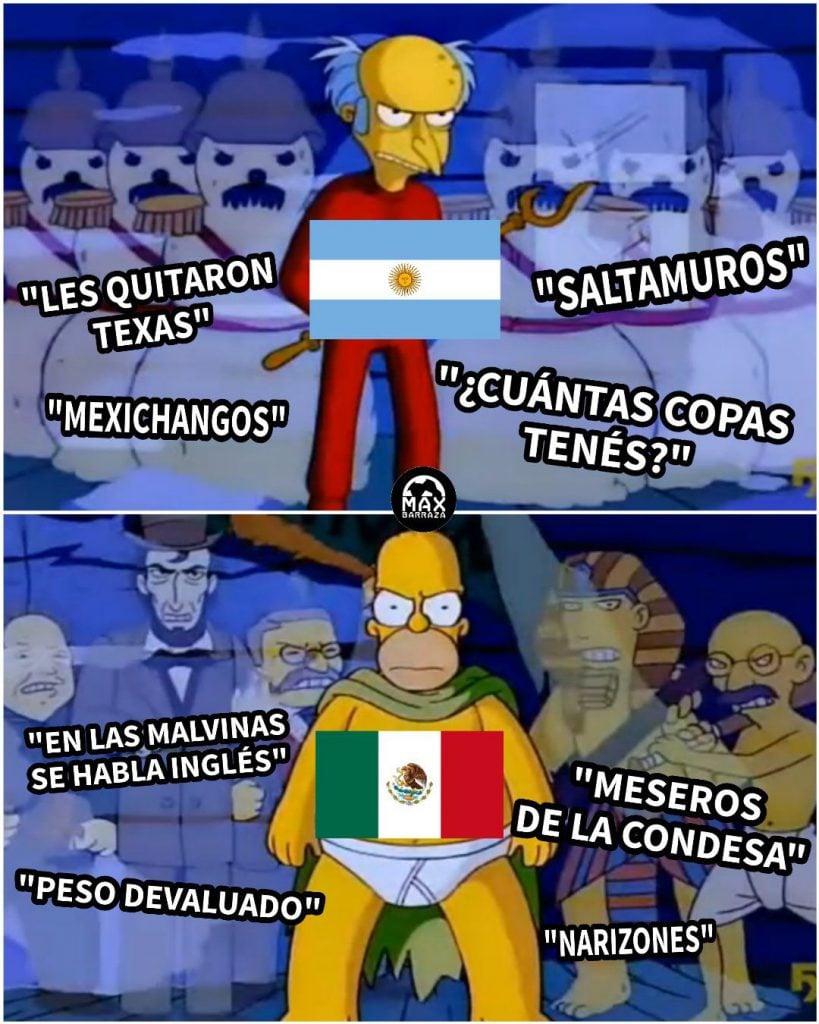 "LES QUITARON
TEXAS"
"SALTAMUROS"
"MEXICHANGOS"
"¿CUÁNTAS COPAS
TENÉS?"
MAX
BARRAZA
"EN LAS MALVINAS
SE HABLA INGLÉS"
"MESEROS
DE LA CONDESA"
"PESO DEVALUADO"
"NARIZONES"